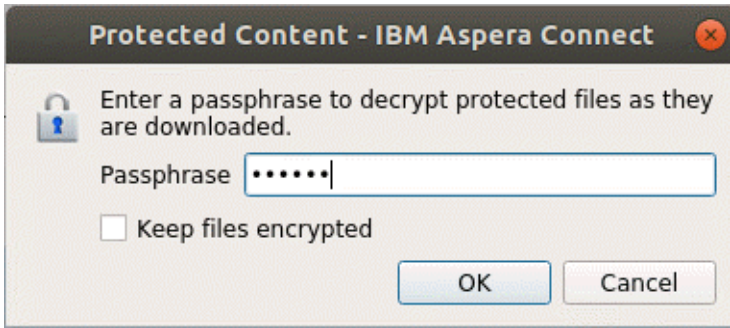 Protected Content - IBM Aspera Connect
Enter a passphrase to decrypt protected files as they
are downloaded.
Passphrase ••••••
Keep files encrypted
OK Cancel